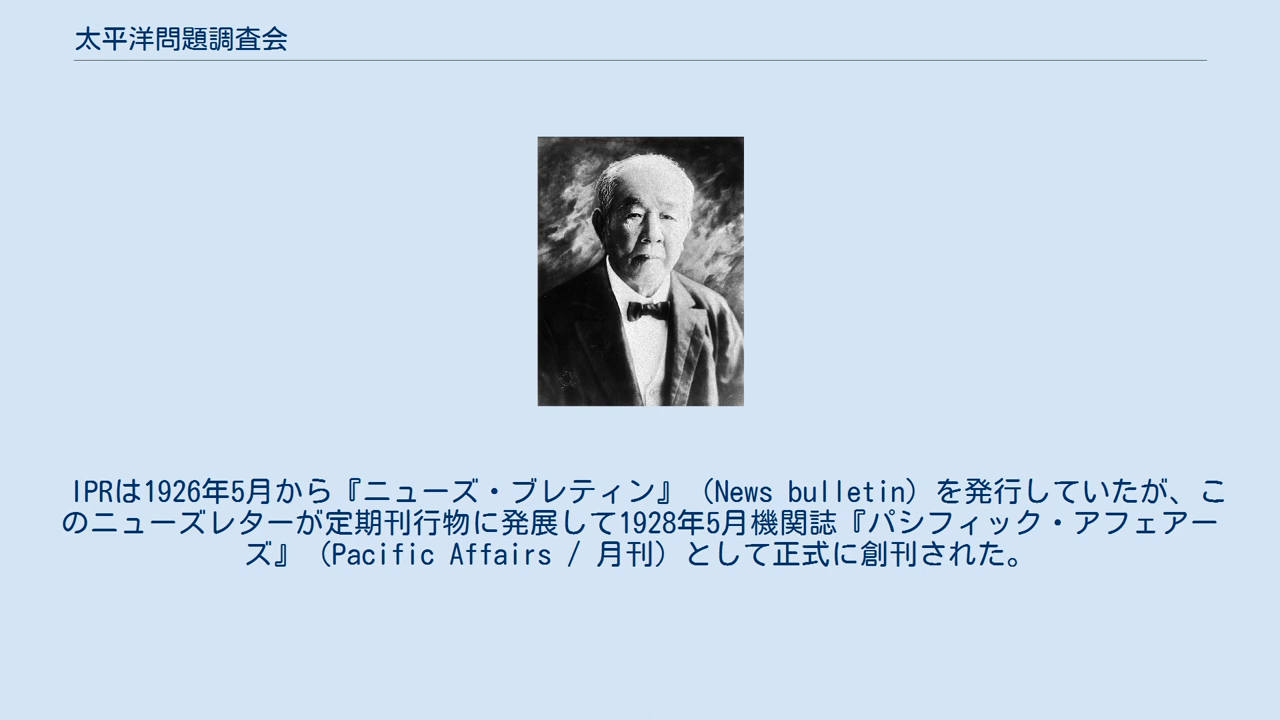 太平洋問題調査会
IPRは1926年5月から『ニューズ・ブレティン』（News bulletin）を発行していたが、こ
のニューズレターが定期刊行物に発展して1928年5月機関誌『パシフィック・アフェアー
ズ』（Pacific Affairs / 月刊）として正式に創刊された。